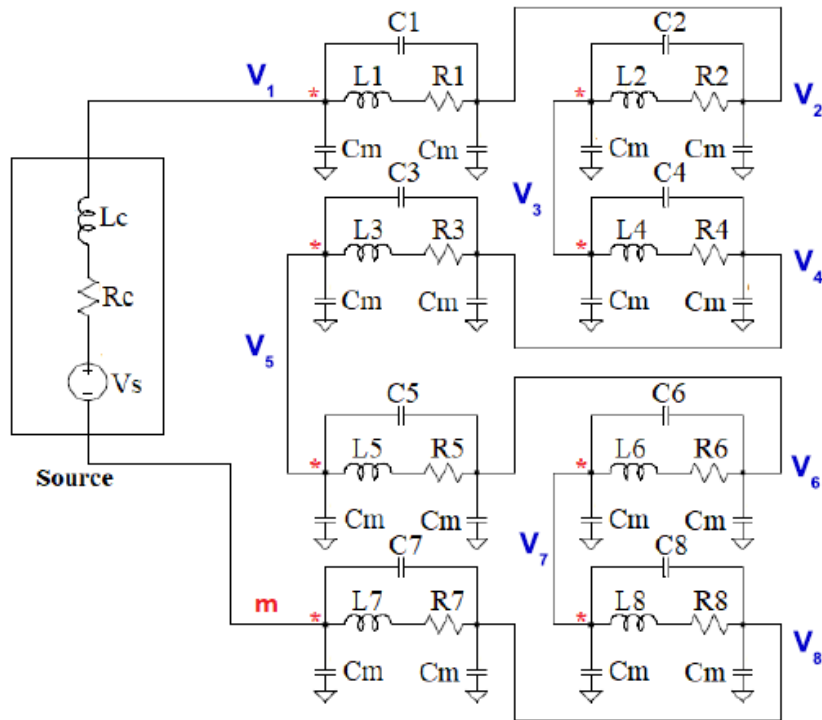 C1 C2
V1 * L1 R1 * L2 R2 V2
Cm Cm Cm Cm
C3 V3 C4
Lc * L3 R3 * L4 R4 V4
Rc Cm Cm Cm Cm
V5
+ Vs -
C5 C6
Source * L5 R5 * L6 R6 V6
Cm Cm Cm Cm
C7 V7 C8
m * L7 R7 * L8 R8 V8
Cm Cm Cm Cm